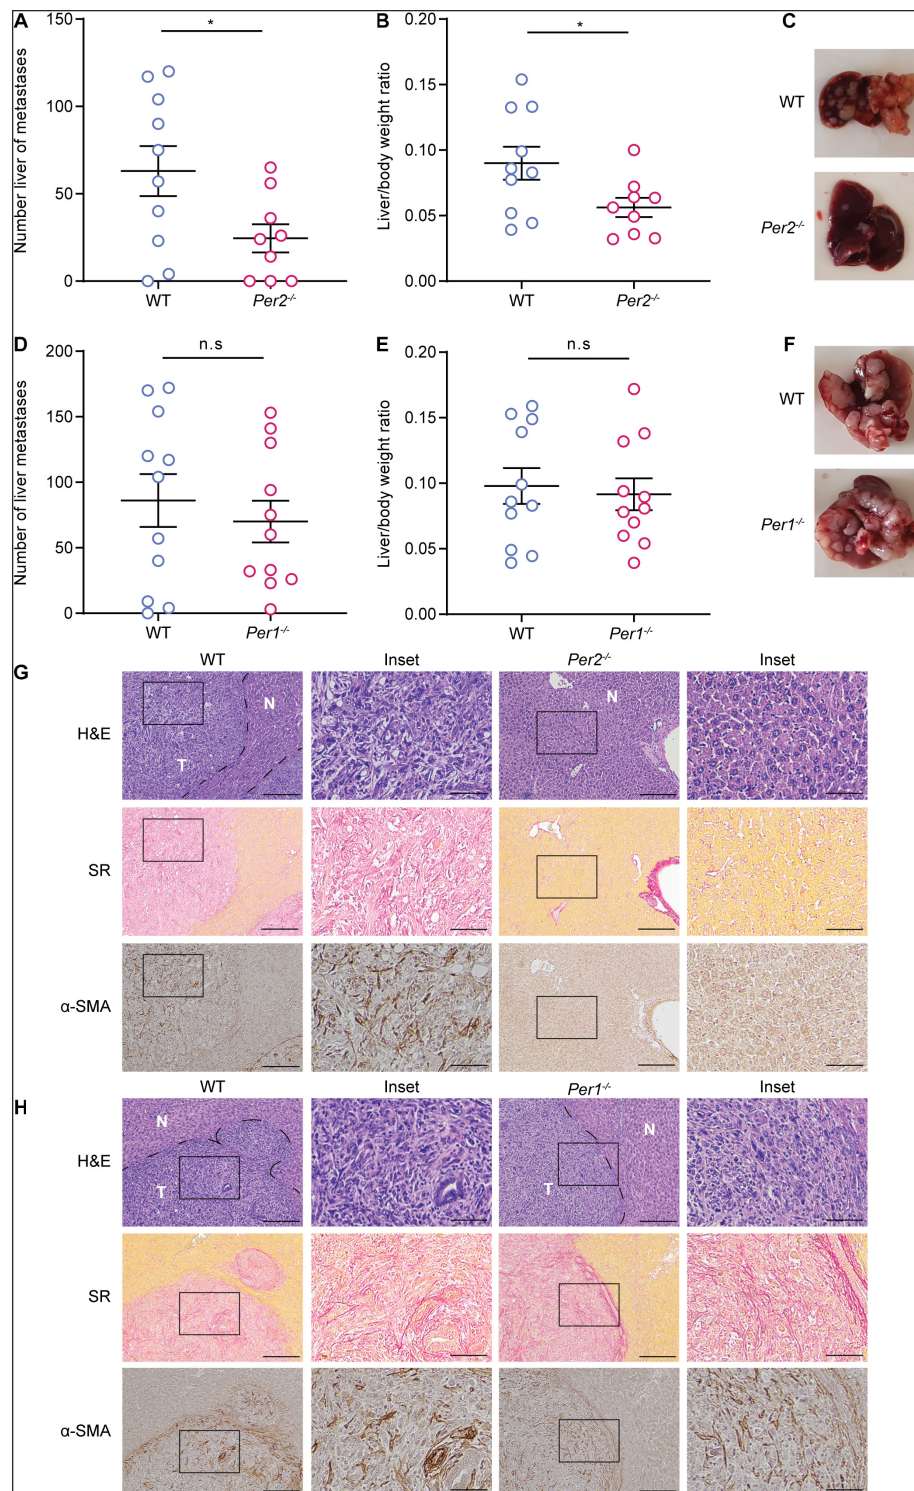 A
Number liver of metastases
150
100
50
0
*
WT
Per2-/-
B
Liver/body weight ratio
0.20
0.15
0.10
0.05
0.00
*
WT
Per2-/-
C
WT
Per2-/-
D
Number of liver metastases
200
150
100
50
0
n.s
WT
Per1-/-
E
Liver/body weight ratio
0.20
0.15
0.10
0.05
0.00
n.s
WT
Per1-/-
F
WT
Per1-/-
G
WT Inset Per2-/- Inset
H&E
N
T
N
SR
α-SMA
H
WT Inset Per1-/- Inset
H&E
N
T
N
T
SR
α-SMA